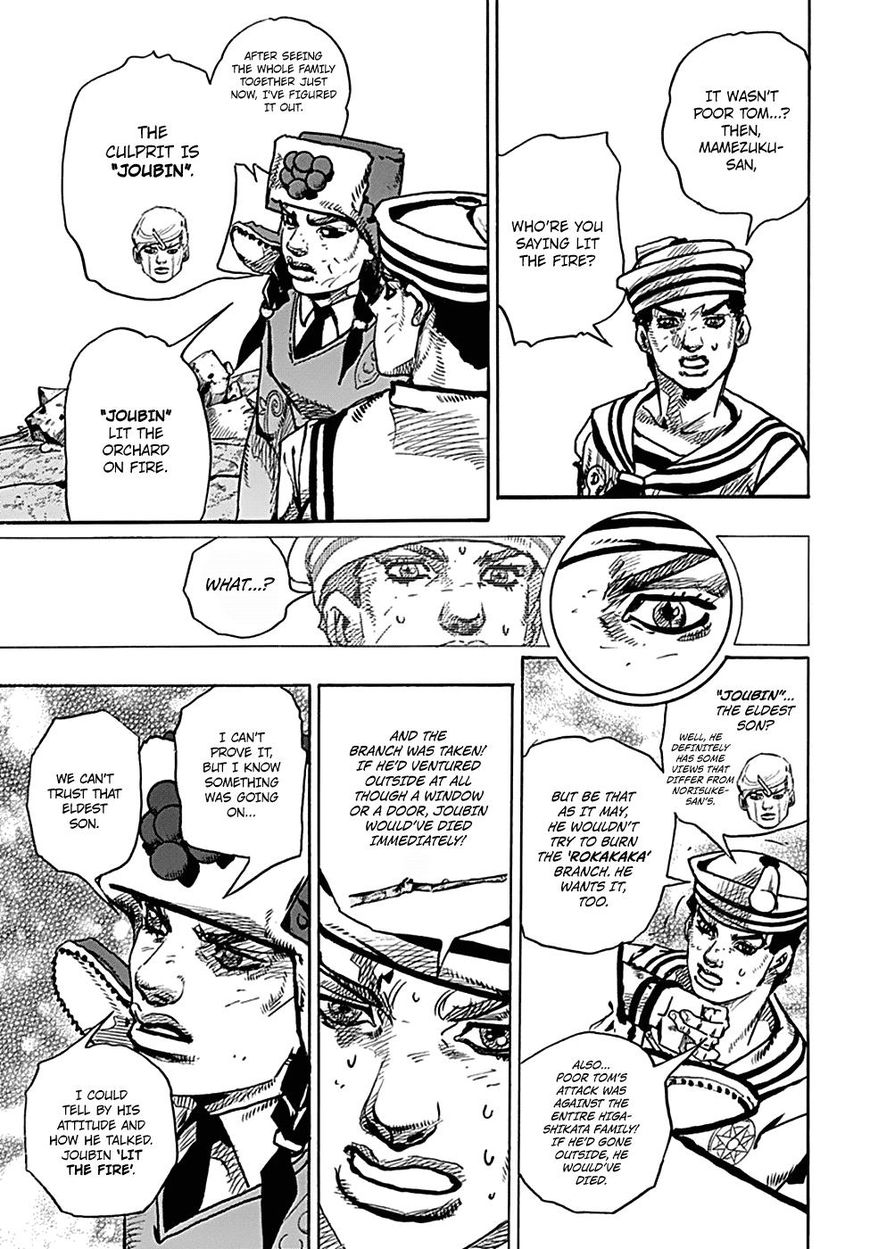 IT WASN'T
POOR TOM...?
THEN,
MAMEZUKU-
SAN,
WHO'RE YOU
SAYING LIT
THE FIRE?
AFTER SEEING
THE WHOLE FAMILY
TOGETHER JUST
NOW, I'VE FIGURED
IT OUT.
THE
CULPRIT IS
"JOUBIN".
"JOUBIN"
LIT THE
ORCHARD
ON FIRE.
WHAT...?
"JOUBIN"...
THE ELDEST
SON?
WELL, HE
DEFINITELY
HAS SOME
VIEWS THAT
DIFFER FROM
NORISUKE-
SAN'S.
BUT BE THAT
AS IT MAY,
HE WOULDN'T
TRY TO BURN
THE 'ROKAKAKA'
BRANCH. HE
WANTS IT,
TOO.
ALSO...
POOR TOM'S
ATTACK WAS
AGAINST THE
ENTIRE HIGA-
SHIKATA FAMILY!
IF HE'D GONE
OUTSIDE, HE
WOULD'VE
DIED.
AND THE
BRANCH WAS TAKEN!
IF HE'D VENTURED
OUTSIDE AT ALL
THOUGH A WINDOW
OR A DOOR, JOUBIN
WOULD'VE DIED
IMMEDIATELY!
I CAN'T
PROVE IT,
BUT I KNOW
SOMETHING
WAS GOING
ON...
WE CAN'T
TRUST THAT
ELDEST
SON.
I COULD
TELL BY HIS
ATTITUDE AND
HOW HE TALKED.
JOUBIN 'LIT
THE FIRE'.